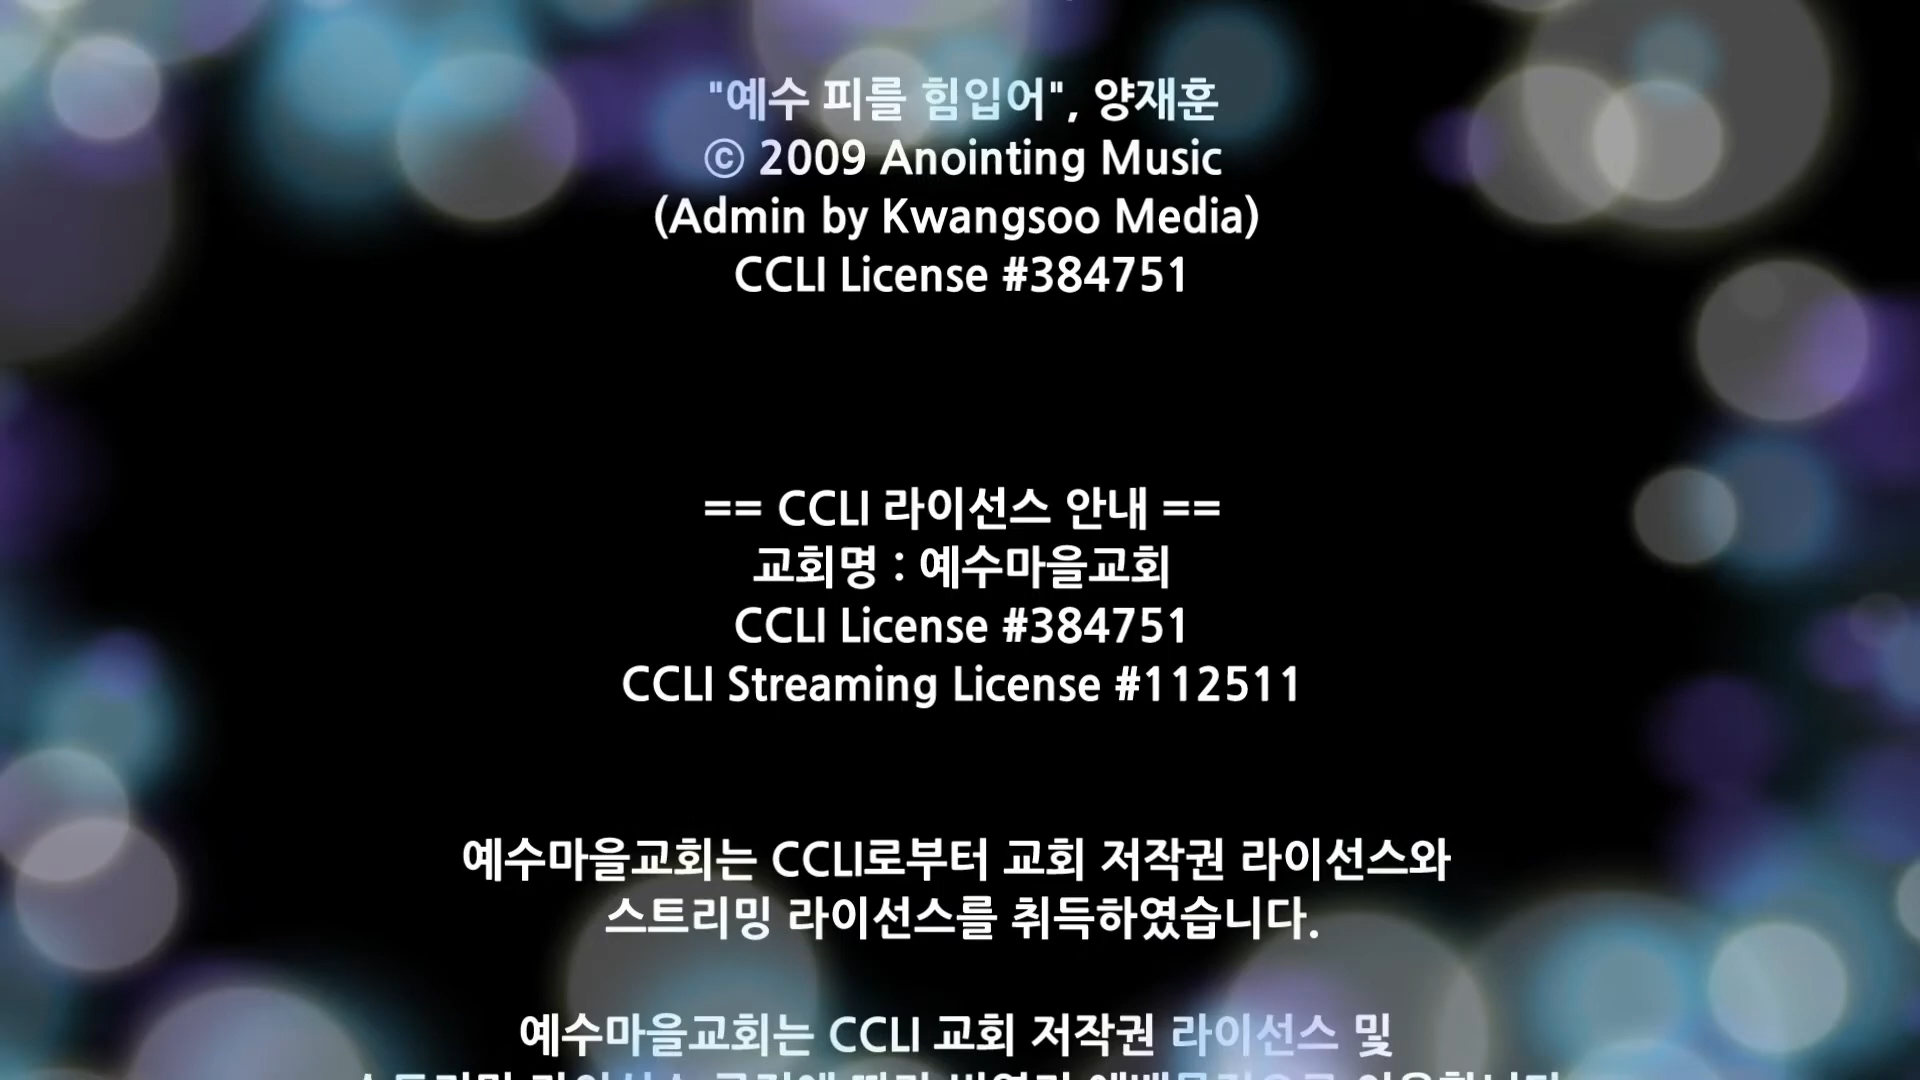 "예수 피를 힘입어", 양재훈
ⓒ 2009 Anointing Music
(Admin by Kwangsoo Media)
CCLI License #384751
== CCLI 라이선스 안내 ==
교회명 : 예수마을교회
CCLI License #384751
CCLI Streaming License #112511
예수마을교회는 CCLI로부터 교회 저작권 라이선스와
스트리밍 라이선스를 취득하였습니다.
예수마을교회는 CCLI 교회 저작권 라이선스 및